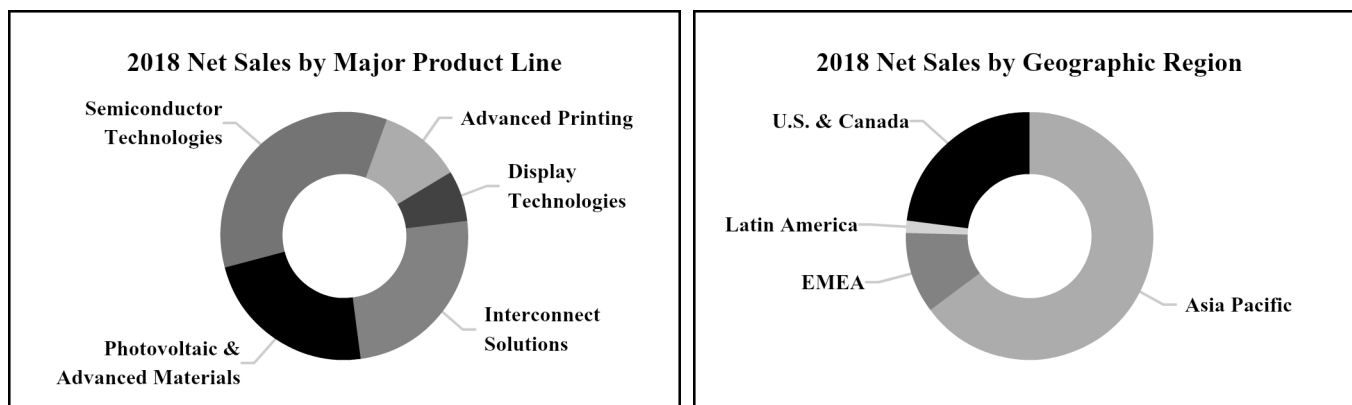 2018 Net Sales by Major Product Line
Semiconductor
Technologies
Advanced Printing
Display
Technologies
Interconnect
Solutions
Photovoltaic &
Advanced Materials
2018 Net Sales by Geographic Region
U.S. & Canada
Latin America
EMEA
Asia Pacific